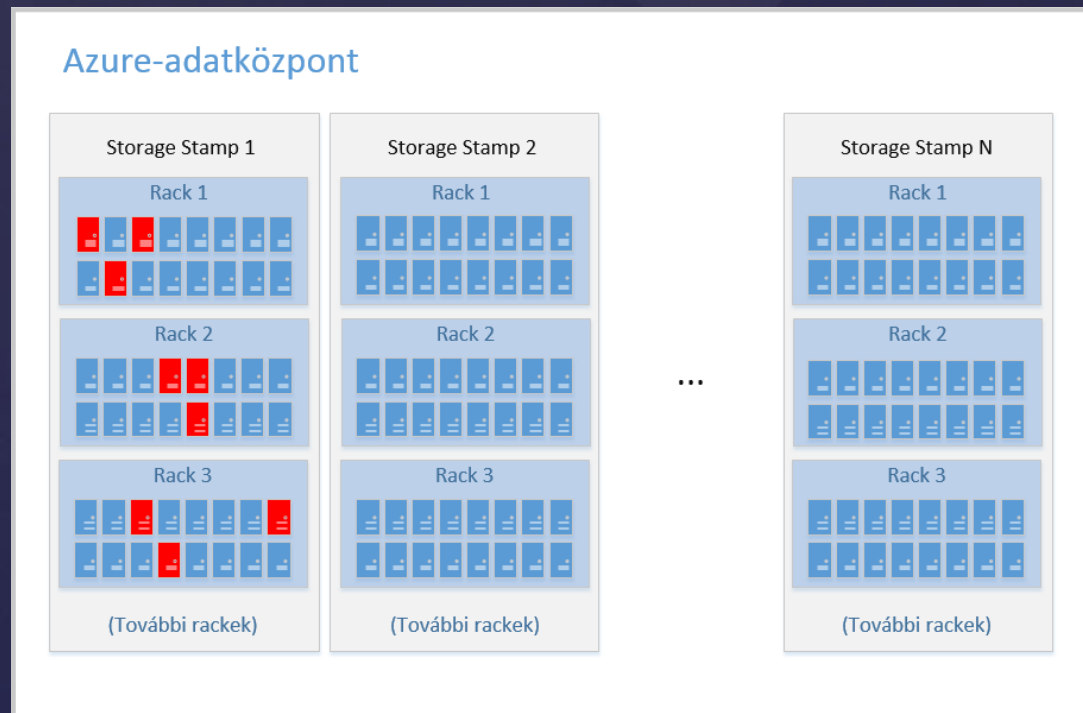 Azure-adatközpont
Storage Stamp 1
Rack 1
Rack 2
Rack 3
(További rackek)
Storage Stamp 2
Rack 1
Rack 2
Rack 3
(További rackek)
...
Storage Stamp N
Rack 1
Rack 2
Rack 3
(További rackek)